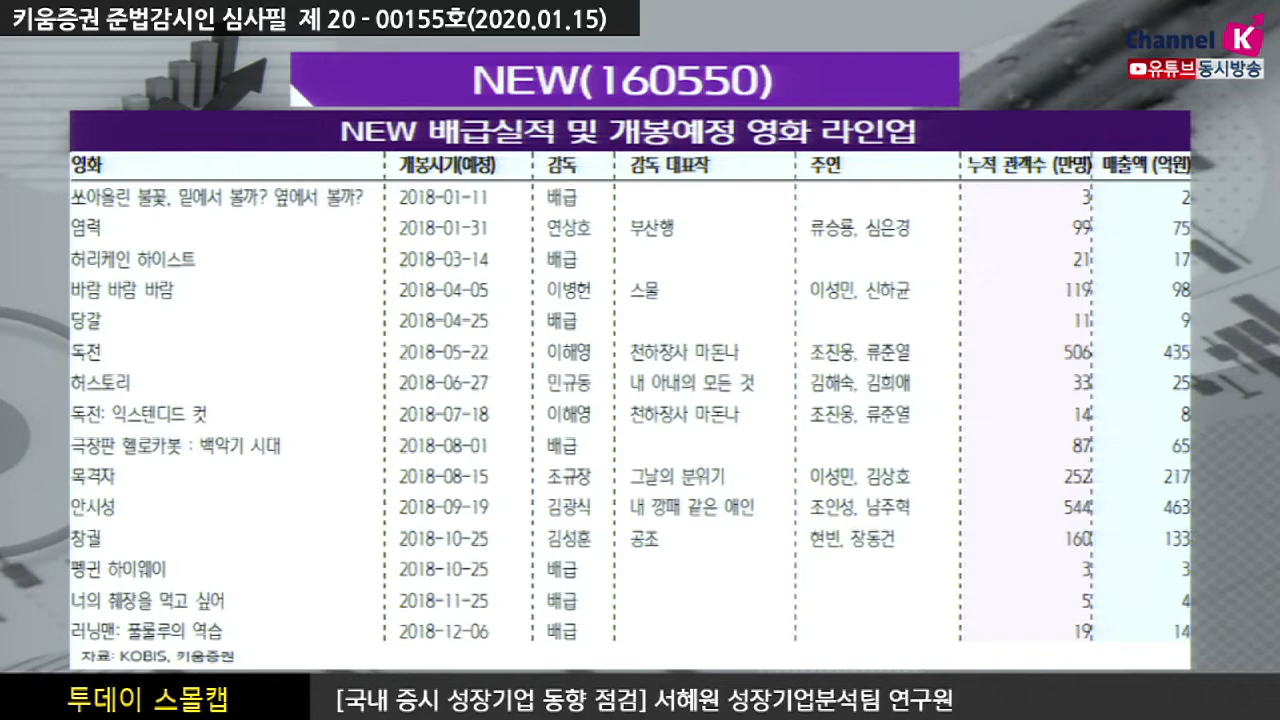 키움증권 준법감시인 심사필 제 20 - 00155호(2020.01.15)
Channel K
유튜브 동시방송
NEW(160550)
NEW 배급실적 및 개봉예정 영화 라인업
영화 개봉시기(예정) 감독 감독 대표작 주연 누적 관객수 (만명) 매출액 (억원)
쏘아올린 불꽃, 밑에서 볼까? 옆에서 볼까? 2018-01-11 배급 3 2
염력 2018-01-31 연상호 부산행 류승룡, 심은경 99 75
허리케인 하이스트 2018-03-14 배급 21 17
바람 바람 바람 2018-04-05 이병헌 스물 이성민, 신하균 119 98
당갈 2018-04-25 배급 11 9
독전 2018-05-22 이해영 천하장사 마돈나 조진웅, 류준열 506 435
허스토리 2018-06-27 민규동 내 아내의 모든 것 김해숙, 김희애 33 25
독전: 익스텐디드 컷 2018-07-18 이해영 천하장사 마돈나 조진웅, 류준열 14 8
극장판 헬로카봇 : 백악기 시대 2018-08-01 배급 87 65
목격자 2018-08-15 조규장 그날의 분위기 이성민, 김상호 252 217
안시성 2018-09-19 김광식 내 깡패 같은 애인 조인성, 남주혁 544 463
창궐 2018-10-25 김성훈 공조 현빈, 장동건 160 133
펭귄 하이웨이 2018-10-25 배급 3 3
너의 췌장을 먹고 싶어 2018-11-25 배급 5 4
러닝맨: 풀룰루의 역습 2018-12-06 배급 19 14
자료: KOBIS, 키움증권
투데이 스몰캡 [국내 증시 성장기업 동향 점검] 서혜원 성장기업분석팀 연구원